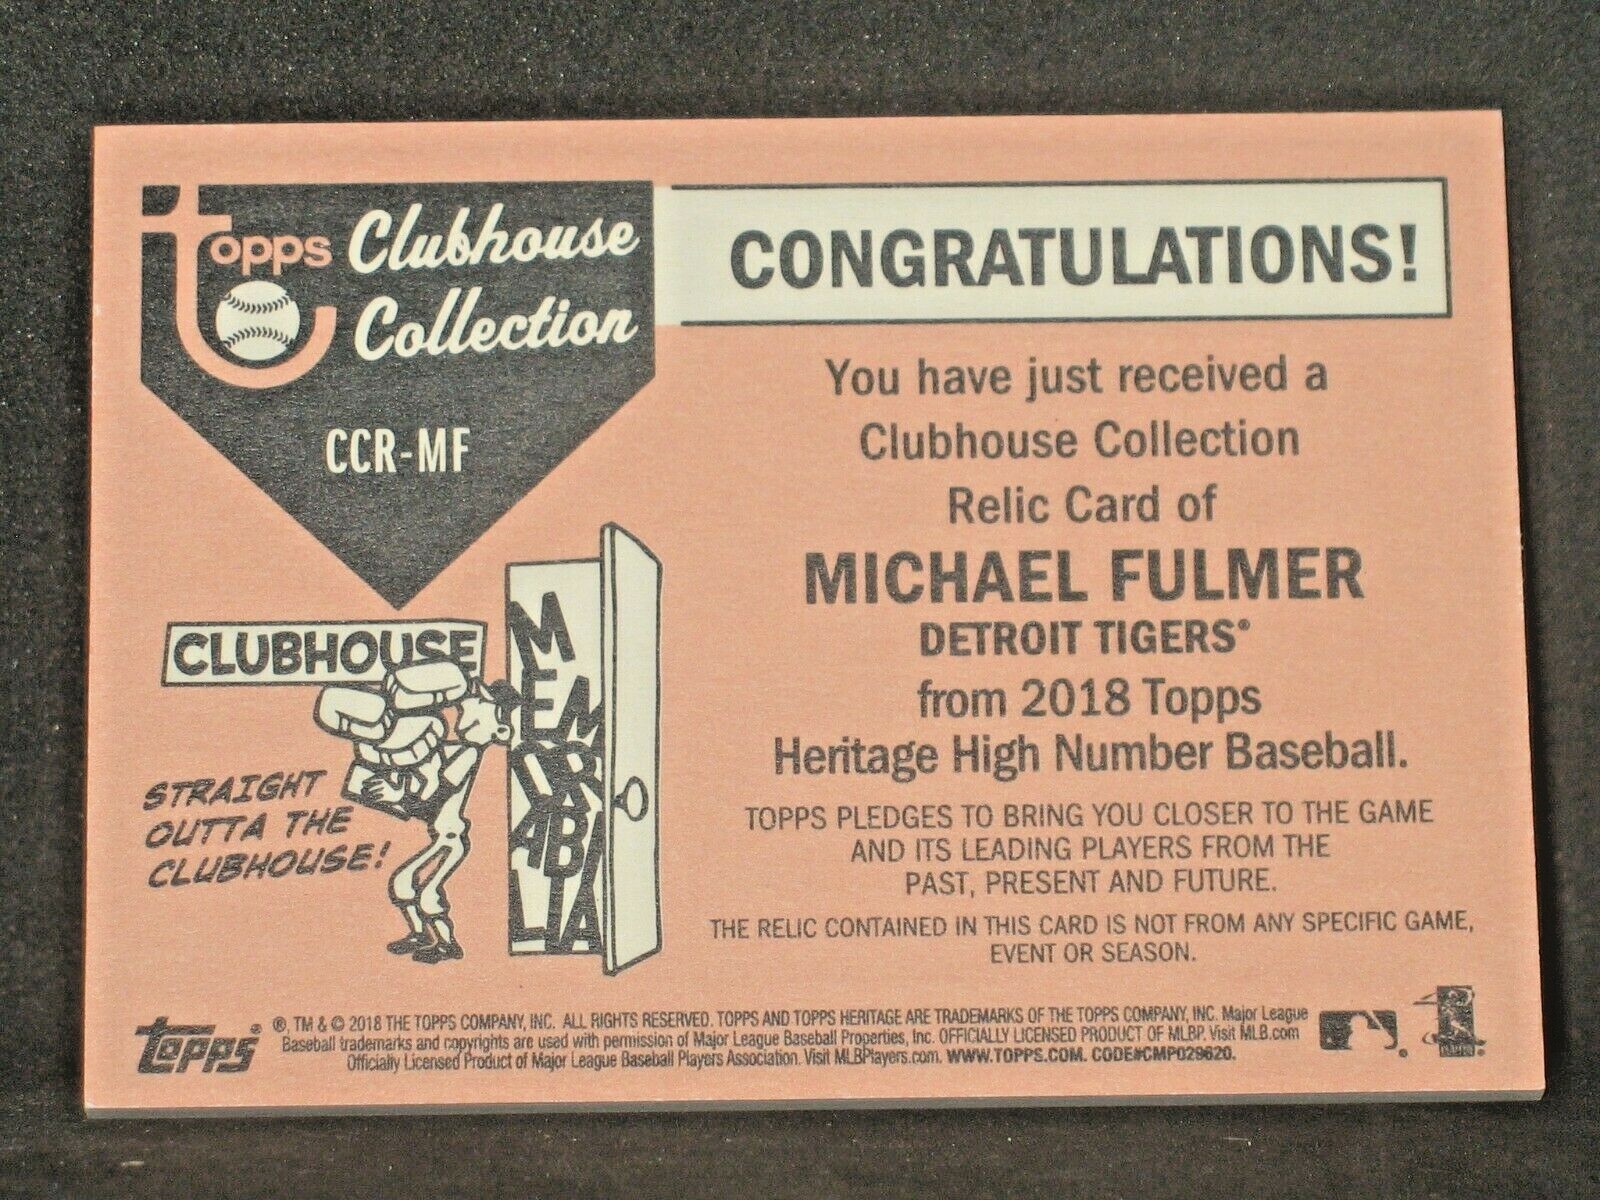 Topps Clubhouse
Collection
CCR-MF
CONGRATULATIONS!
You have just received a
Clubhouse Collection
Relic Card of
MICHAEL FULMER
DETROIT TIGERS®
from 2018 Topps
Heritage High Number Baseball.
TOPPS PLEDGES TO BRING YOU CLOSER TO THE GAME
AND ITS LEADING PLAYERS FROM THE
PAST, PRESENT AND FUTURE.
THE RELIC CONTAINED IN THIS CARD IS NOT FROM ANY SPECIFIC GAME,
EVENT OR SEASON.
CLUBHOUSE
MEMORABILIA
STRAIGHT
OUTTA THE
CLUBHOUSE!
topps®
®, TM & © 2018 THE TOPPS COMPANY, INC. ALL RIGHTS RESERVED. TOPPS AND TOPPS HERITAGE ARE TRADEMARKS OF THE TOPPS COMPANY, INC. Major League
Baseball trademarks and copyrights are used with permission of Major League Baseball Properties, Inc. OFFICIALLY LICENSED PRODUCT OF MLBP. Visit MLB.com
Officially Licensed Product of Major League Baseball Players Association. Visit MLBPlayers.com. WWW.TOPPS.COM. CODE#CMP029620.